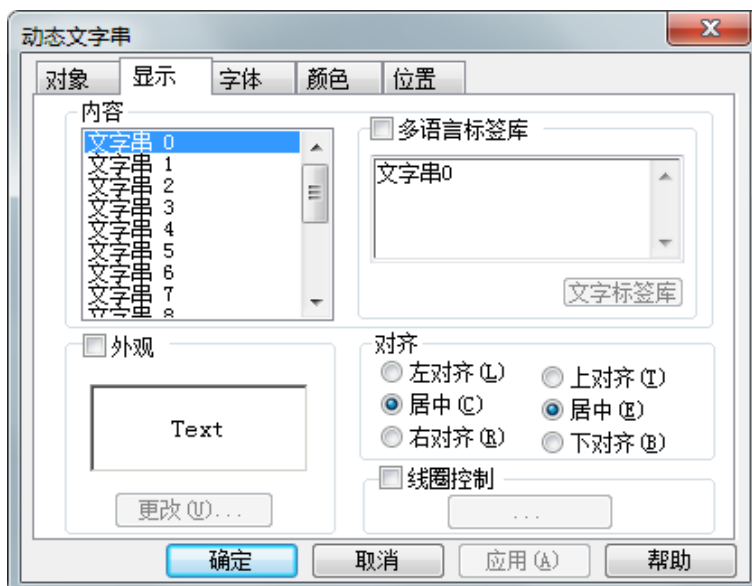 动态文字串
对象 显示 字体 颜色 位置
内容
文字串 0
文字串 1
文字串 2
文字串 3
文字串 4
文字串 5
文字串 6
文字串 7
文字串 8
多语言标签库
文字串0
文字标签库
外观
Text
更改(U)...
对齐
左对齐(L)
居中(C)
右对齐(R)
上对齐(T)
居中(E)
下对齐(B)
线圈控制
...
确定 取消 应用(A) 帮助